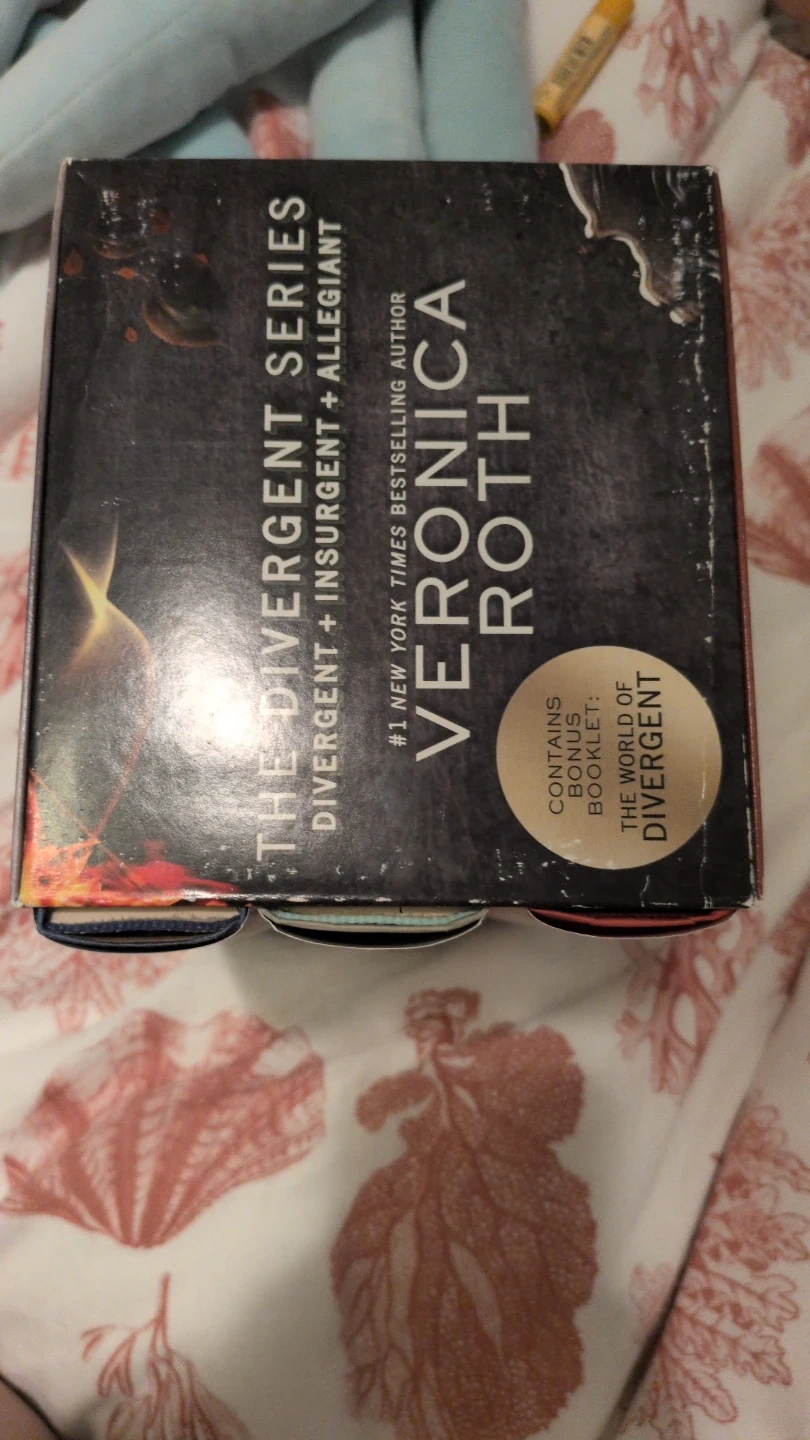 THE DIVERGENT SERIES
DIVERGENT + INSURGENT + ALLEGIANT
#1 NEW YORK TIMES BESTSELLING AUTHOR
VERONICA
ROTH
CONTAINS
BONUS
BOOKLET:
THE WORLD OF
DIVERGENT